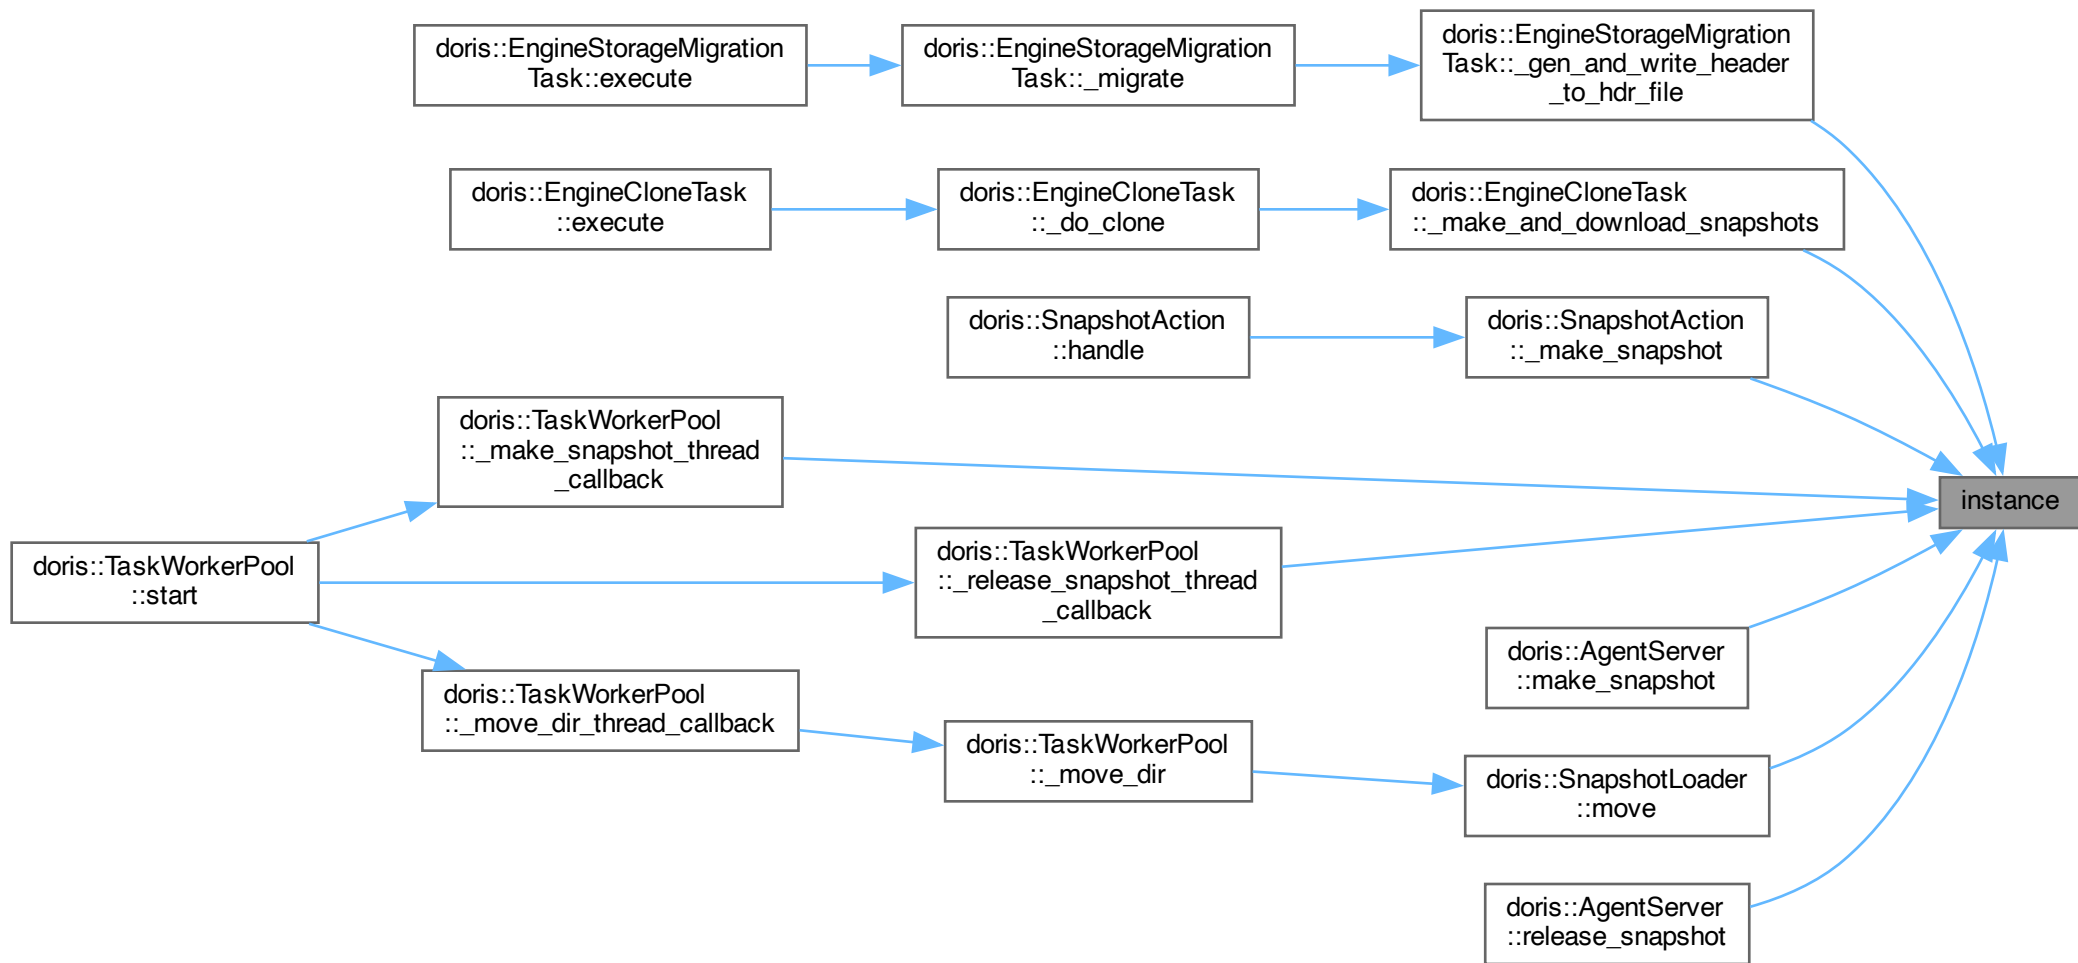 doris::EngineStorageMigration
Task::execute
doris::EngineStorageMigration
Task::_migrate
doris::EngineStorageMigration
Task::_gen_and_write_header
_to_hdr_file
doris::EngineCloneTask
::execute
doris::EngineCloneTask
::_do_clone
doris::EngineCloneTask
::_make_and_download_snapshots
doris::SnapshotAction
::handle
doris::SnapshotAction
::_make_snapshot
doris::TaskWorkerPool
::_make_snapshot_thread
_callback
instance
doris::TaskWorkerPool
::start
doris::TaskWorkerPool
::_release_snapshot_thread
_callback
doris::AgentServer
::make_snapshot
doris::TaskWorkerPool
::_move_dir_thread_callback
doris::TaskWorkerPool
::_move_dir
doris::SnapshotLoader
::move
doris::AgentServer
::release_snapshot